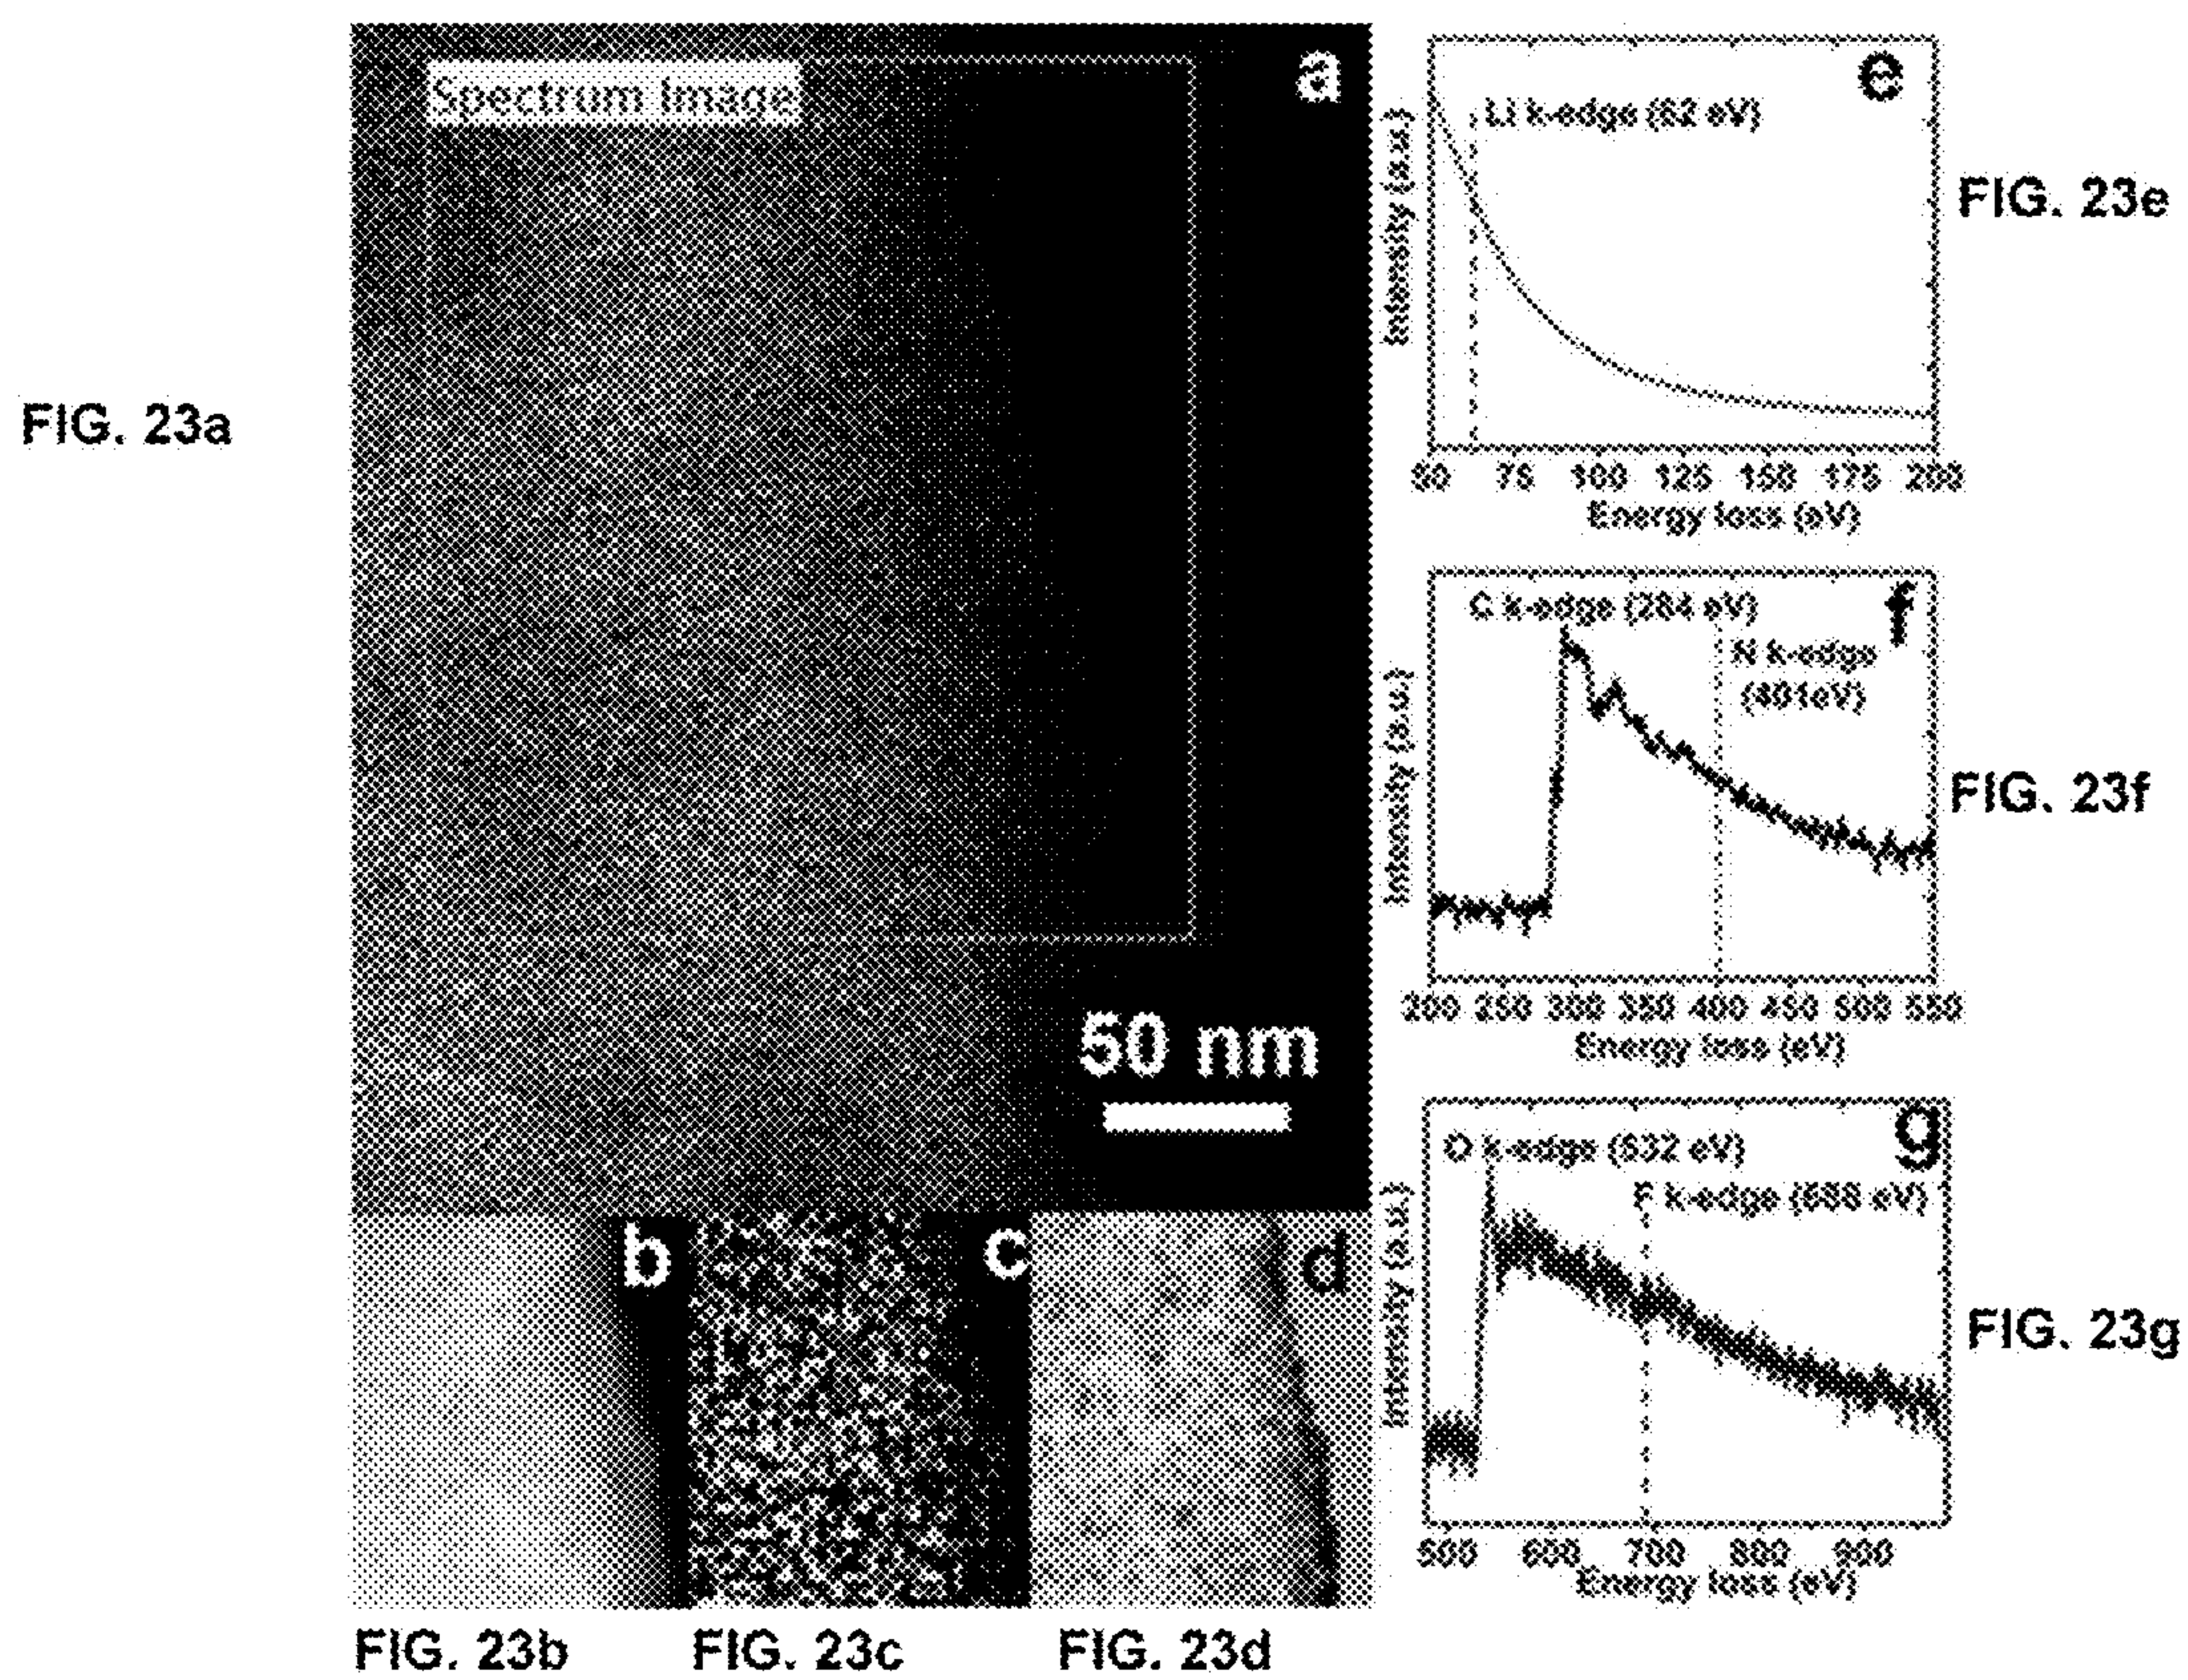 FIG. 23a
Spectrum Image
a
50 nm
b
c
d
FIG. 23b
FIG. 23c
FIG. 23d
e
Li k-edge (62 eV)
Intensity (a.u.)
50 75 100 125 150 175 200
Energy loss (eV)
FIG. 23e
f
C k-edge (284 eV)
N k-edge
(401eV)
Intensity (a.u.)
200 250 300 350 400 450 500 550
Energy loss (eV)
FIG. 23f
g
O k-edge (532 eV)
F k-edge (688 eV)
Intensity (a.u.)
500 600 700 800 900
Energy loss (eV)
FIG. 23g